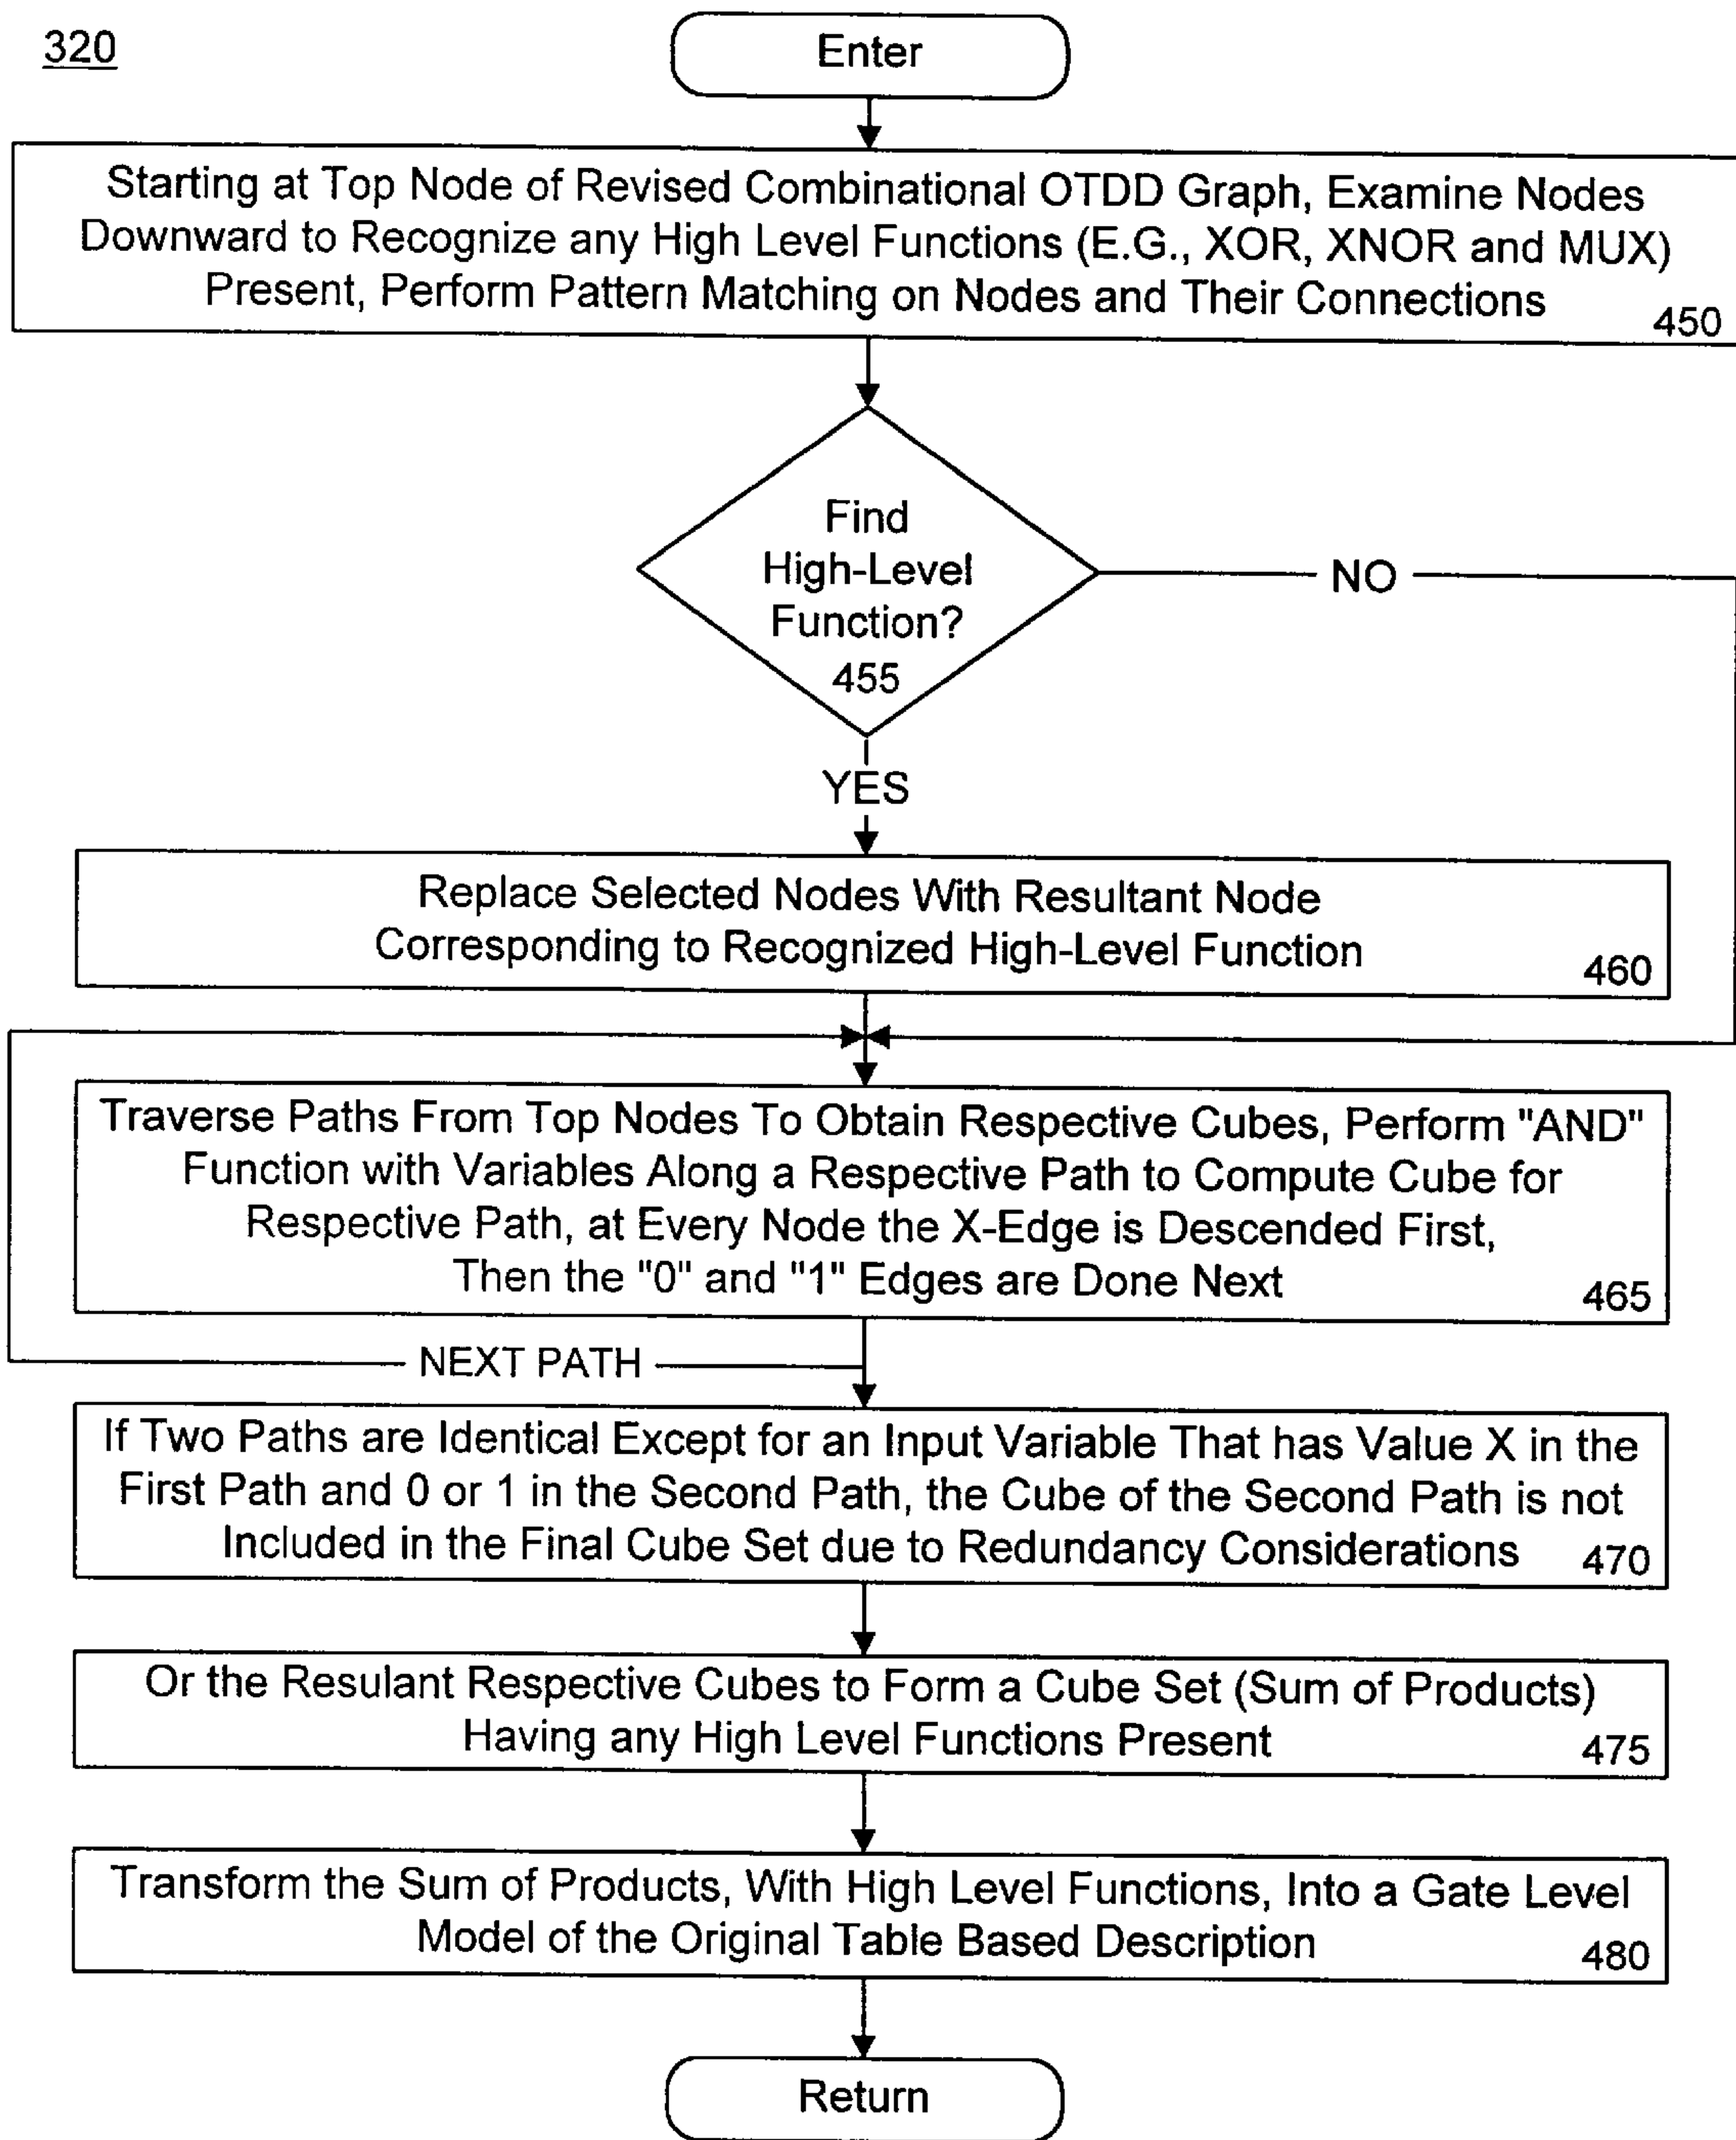 320
Enter
Starting at Top Node of Revised Combinational OTDD Graph, Examine Nodes
Downward to Recognize any High Level Functions (E.G., XOR, XNOR and MUX)
Present, Perform Pattern Matching on Nodes and Their Connections
450
Find
High-Level
Function?
455
NO
YES
Replace Selected Nodes With Resultant Node
Corresponding to Recognized High-Level Function
460
Traverse Paths From Top Nodes To Obtain Respective Cubes, Perform "AND"
Function with Variables Along a Respective Path to Compute Cube for
Respective Path, at Every Node the X-Edge is Descended First,
Then the "0" and "1" Edges are Done Next
465
NEXT PATH
If Two Paths are Identical Except for an Input Variable That has Value X in the
First Path and 0 or 1 in the Second Path, the Cube of the Second Path is not
Included in the Final Cube Set due to Redundancy Considerations
470
Or the Resulant Respective Cubes to Form a Cube Set (Sum of Products)
Having any High Level Functions Present
475
Transform the Sum of Products, With High Level Functions, Into a Gate Level
Model of the Original Table Based Description
480
Return